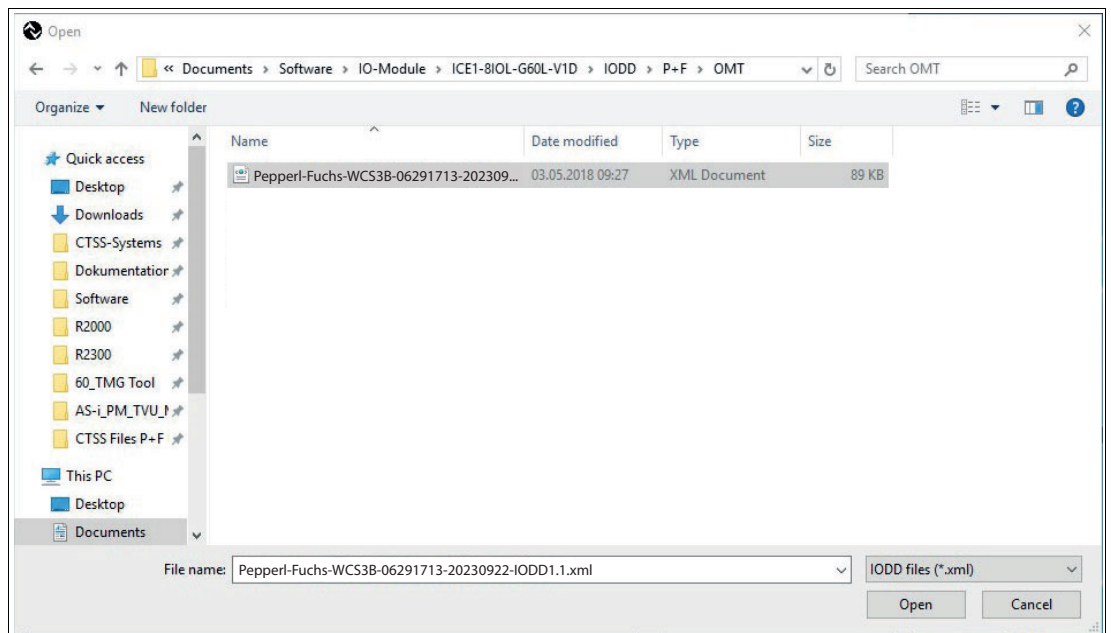 Open
« Documents > Software > IO-Module > ICE1-8IOL-G60L-V1D > IODD > P+F > OMT
Search OMT
Organize
New folder
Name
Date modified
Type
Size
Quick access
Pepperl-Fuchs-WCS3B-06291713-202309...
03.05.2018 09:27
XML Document
89 KB
Desktop
Downloads
CTSS-Systems
Dokumentation
Software
R2000
R2300
60_TMG Tool
AS-i_PM_TVU_
CTSS Files P+F
This PC
Desktop
Documents
File name:
Pepperl-Fuchs-WCS3B-06291713-20230922-IODD1.1.xml
IODD files (*.xml)
Open
Cancel